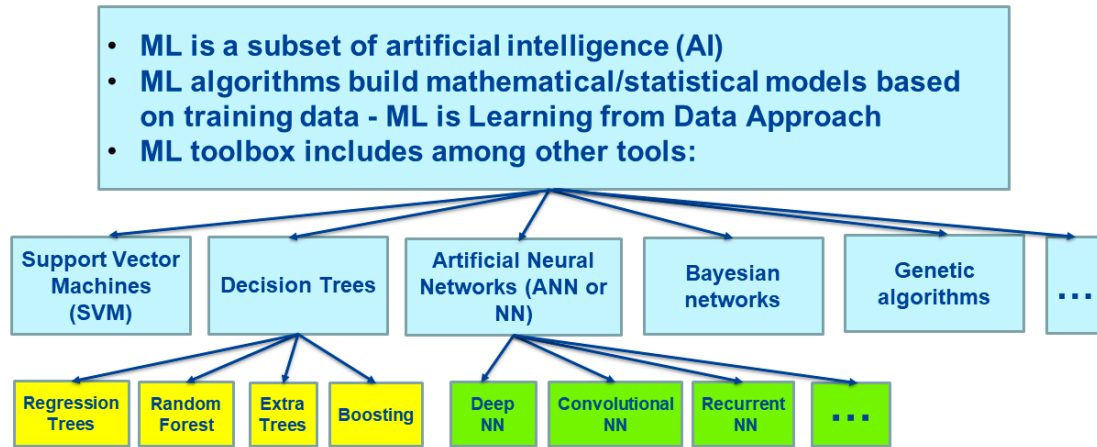 • ML is a subset of artificial intelligence (AI)
• ML algorithms build mathematical/statistical models based
on training data - ML is Learning from Data Approach
• ML toolbox includes among other tools:
Support Vector
Machines
(SVM)
Decision Trees
Artificial Neural
Networks (ANN or
NN)
Bayesian
networks
Genetic
algorithms
...
Regression
Trees
Random
Forest
Extra
Trees
Boosting
Deep
NN
Convolutional
NN
Recurrent
NN
...